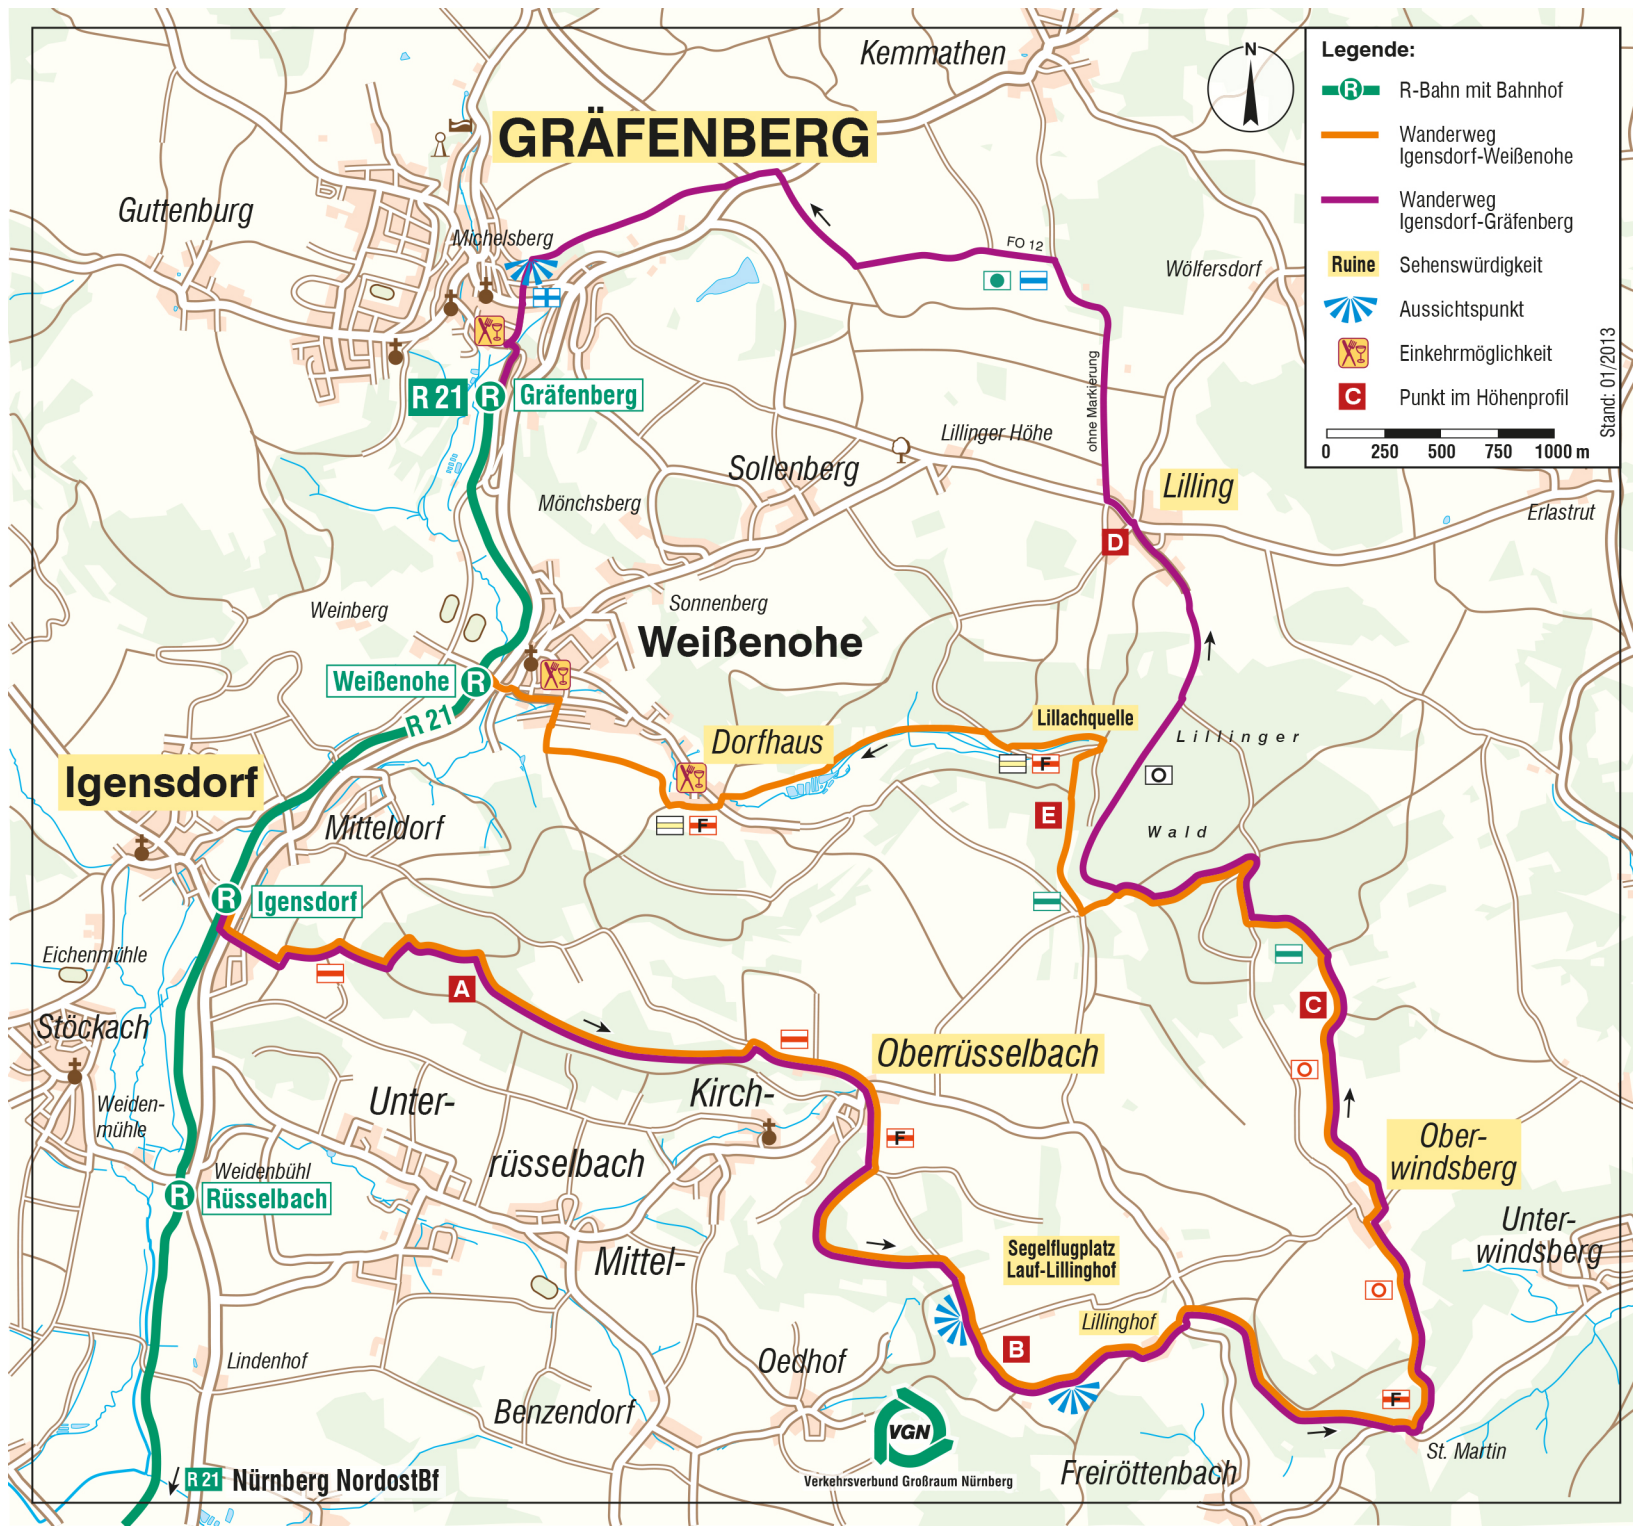 Kemmathen
N
Legende:
R
R-Bahn mit Bahnhof
Wanderweg
Igensdorf-Weißenohe
Wanderweg
Igensdorf-Gräfenberg
Ruine
Sehenswürdigkeit
Aussichtspunkt
Einkehrmöglichkeit
C
Punkt im Höhenprofil
0 250 500 750 1000 m
Stand: 01/2013
GRÄFENBERG
Guttenburg
Michelsberg
FO 12
Wölfersdorf
ohne Markierung
R 21
R
Gräfenberg
Lillinger Höhe
Sollenberg
Lilling
Mönchsberg
Erlastrut
D
Weinberg
Sonnenberg
Weißenohe
Weißenohe
R
R 21
Lillachquelle
Dorfhaus
Lillinger
F
Igensdorf
Mitteldorf
E
F
Wald
R
Igensdorf
Eichenmühle
A
C
Stöckach
Oberrüsselbach
Kirch-
Unter-
Weiden-
mühle
F
Ober-
windsberg
rüsselbach
Weidenbühl
R
Rüsselbach
Unter-
windsberg
Mittel-
Segelflugplatz
Lauf-Lillinghof
Lillinghof
B
Lindenhof
Oedhof
F
Benzendorf
VGN
Verkehrsverbund Großraum Nürnberg
St. Martin
Freiröttenbach
R 21 Nürnberg NordostBf